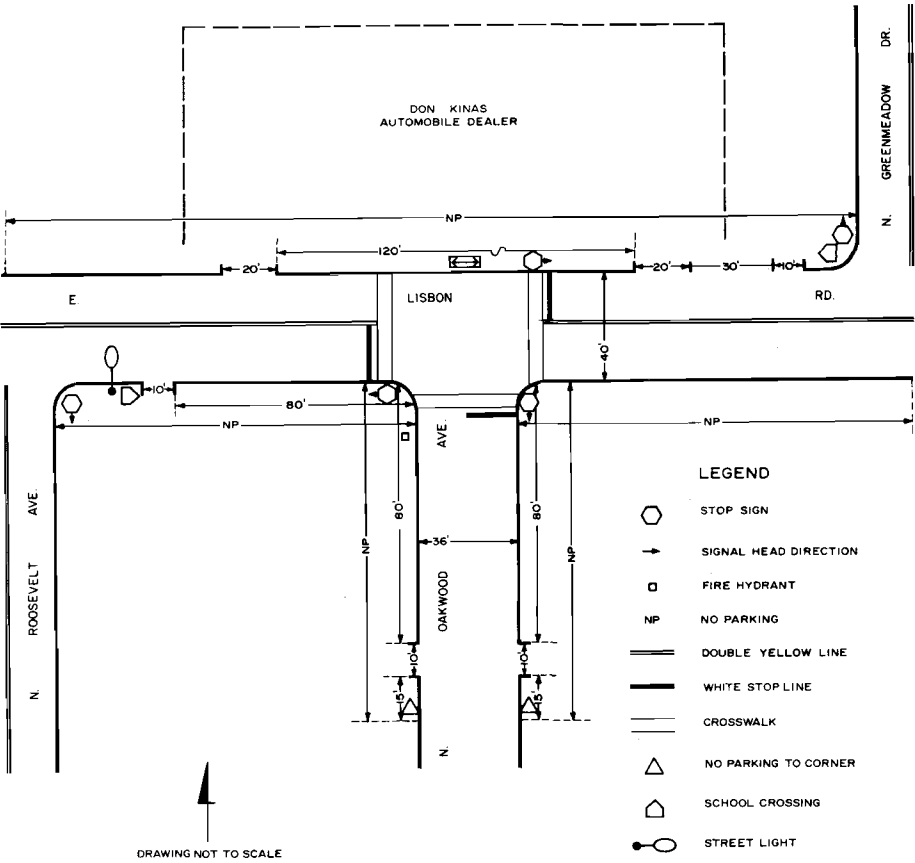 DON KINAS
AUTOMOBILE DEALER
N. GREENMEADOW DR.
NP
120'
20'
20'
30'
10'
E. LISBON RD.
40'
10'
80'
NP
NP
N. ROOSEVELT AVE.
NP
80'
36'
80'
NP
N. OAKWOOD AVE.
10'
10'
15'
15'
LEGEND
STOP SIGN
SIGNAL HEAD DIRECTION
FIRE HYDRANT
NP NO PARKING
DOUBLE YELLOW LINE
WHITE STOP LINE
CROSSWALK
NO PARKING TO CORNER
SCHOOL CROSSING
STREET LIGHT
DRAWING NOT TO SCALE